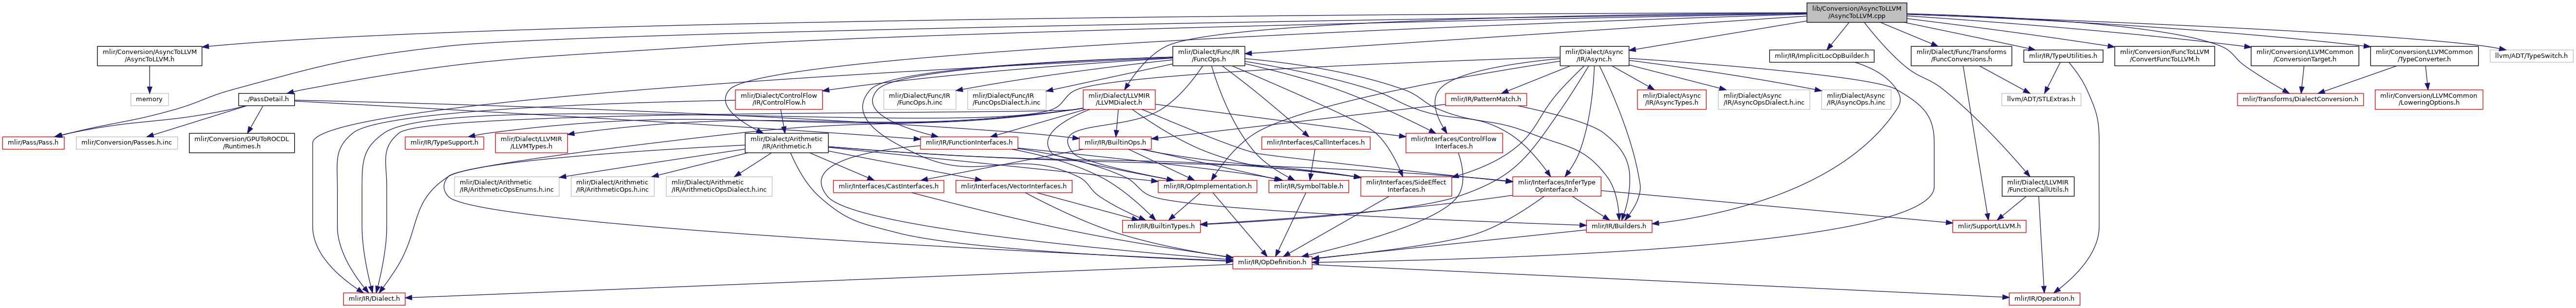 lib/Conversion/AsyncToLLVM
/AsyncToLLVM.cpp
mlir/Conversion/AsyncToLLVM
/AsyncToLLVM.h
mlir/Dialect/Func/IR
/FuncOps.h
mlir/Dialect/Async
/IR/Async.h
mlir/IR/ImplicitLocOpBuilder.h
mlir/Dialect/Func/Transforms
/FuncConversions.h
mlir/IR/TypeUtilities.h
mlir/Conversion/FuncToLLVM
/ConvertFuncToLLVM.h
mlir/Conversion/LLVMCommon
/ConversionTarget.h
mlir/Conversion/LLVMCommon
/TypeConverter.h
llvm/ADT/TypeSwitch.h
memory
../PassDetail.h
mlir/Dialect/ControlFlow
/IR/ControlFlow.h
mlir/Dialect/Func/IR
/FuncOps.h.inc
mlir/Dialect/Func/IR
/FuncOpsDialect.h.inc
mlir/Dialect/LLVMIR
/LLVMDialect.h
mlir/IR/PatternMatch.h
mlir/Dialect/Async
/IR/AsyncTypes.h
mlir/Dialect/Async
/IR/AsyncOpsDialect.h.inc
mlir/Dialect/Async
/IR/AsyncOps.h.inc
llvm/ADT/STLExtras.h
mlir/Transforms/DialectConversion.h
mlir/Conversion/LLVMCommon
/LoweringOptions.h
mlir/Pass/Pass.h
mlir/Conversion/Passes.h.inc
mlir/Conversion/GPUToROCDL
/Runtimes.h
mlir/IR/TypeSupport.h
mlir/Dialect/LLVMIR
/LLVMTypes.h
mlir/Dialect/Arithmetic
/IR/Arithmetic.h
mlir/IR/FunctionInterfaces.h
mlir/IR/BuiltinOps.h
mlir/Interfaces/CallInterfaces.h
mlir/Interfaces/ControlFlow
Interfaces.h
mlir/Dialect/Arithmetic
/IR/ArithmeticOpsEnums.h.inc
mlir/Dialect/Arithmetic
/IR/ArithmeticOps.h.inc
mlir/Dialect/Arithmetic
/IR/ArithmeticOpsDialect.h.inc
mlir/Interfaces/CastInterfaces.h
mlir/Interfaces/VectorInterfaces.h
mlir/IR/OpImplementation.h
mlir/IR/SymbolTable.h
mlir/Interfaces/SideEffect
Interfaces.h
mlir/Interfaces/InferType
OpInterface.h
mlir/Dialect/LLVMIR
/FunctionCallUtils.h
mlir/IR/BuiltinTypes.h
mlir/IR/Builders.h
mlir/Support/LLVM.h
mlir/IR/OpDefinition.h
mlir/IR/Dialect.h
mlir/IR/Operation.h